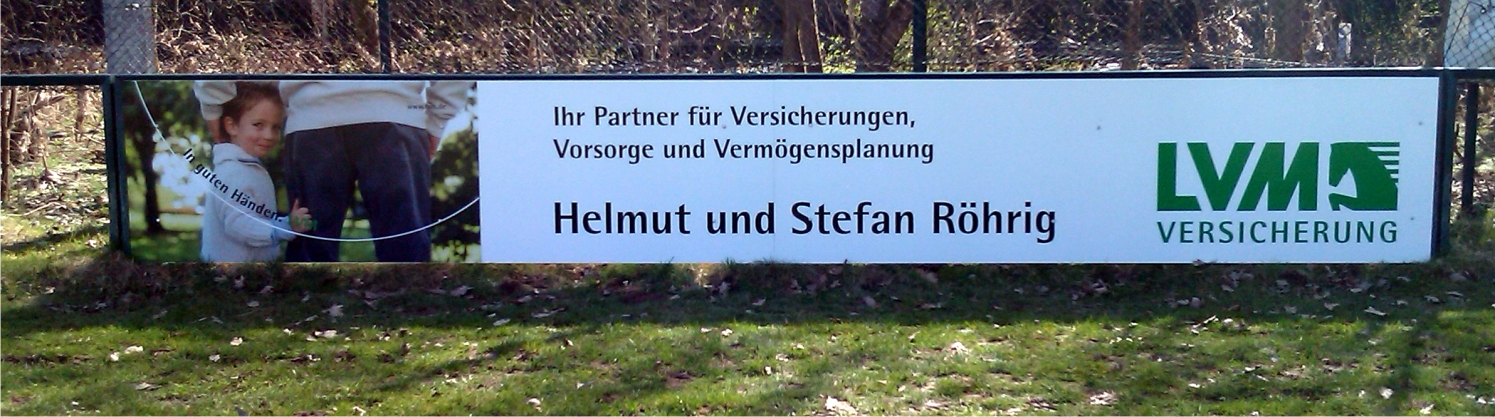 In guten Händen.
Ihr Partner für Versicherungen,
Vorsorge und Vermögensplanung
Helmut und Stefan Röhrig
LVM
VERSICHERUNG